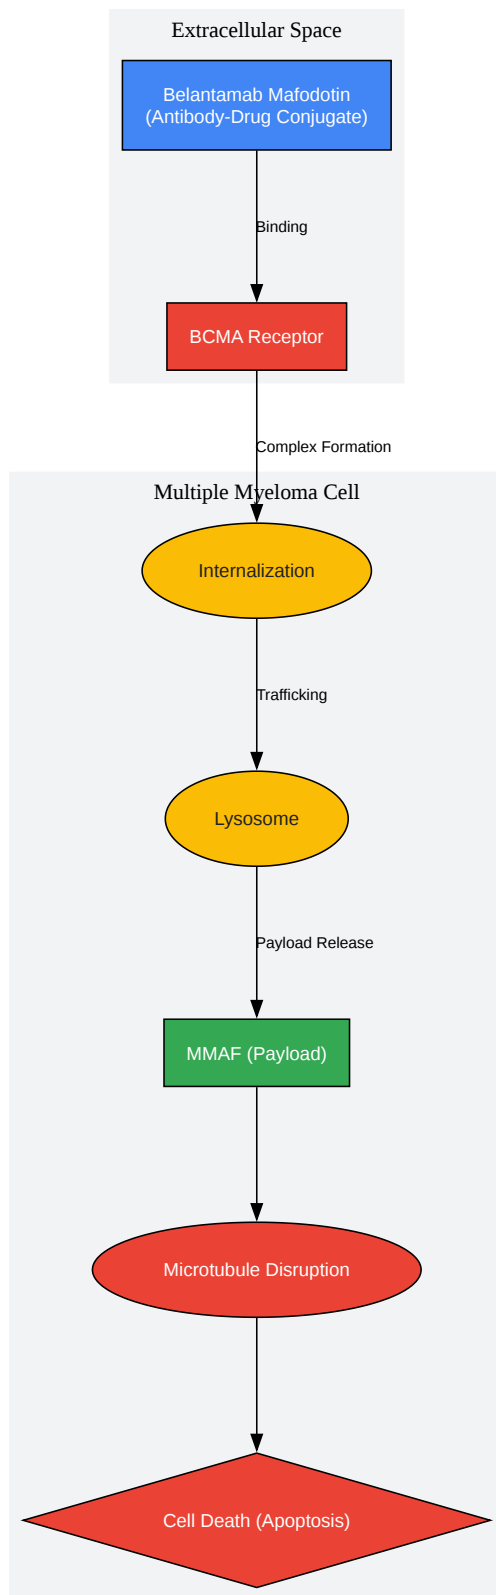 Extracellular Space
Belantamab Mafodotin
(Antibody-Drug Conjugate)
Binding
BCMA Receptor
Complex Formation
Multiple Myeloma Cell
Internalization
Trafficking
Lysosome
Payload Release
MMAF (Payload)
Microtubule Disruption
Cell Death (Apoptosis)